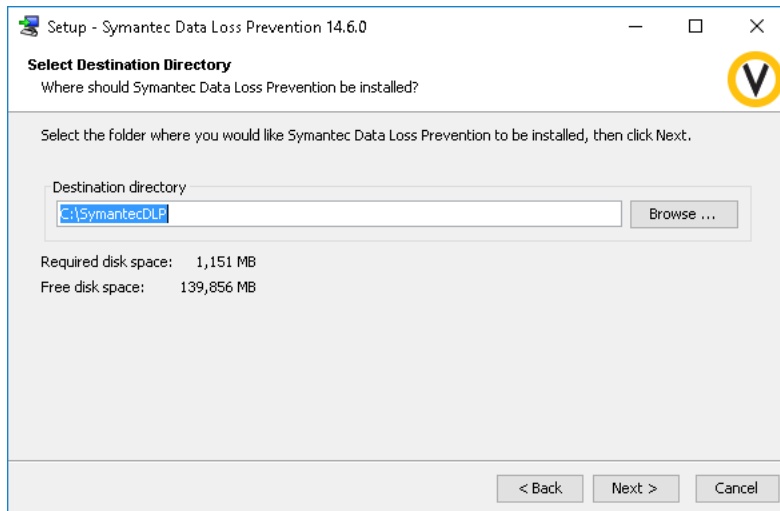 Setup - Symantec Data Loss Prevention 14.6.0
Select Destination Directory
Where should Symantec Data Loss Prevention be installed?
Select the folder where you would like Symantec Data Loss Prevention to be installed, then click Next.
Destination directory
C:\SymantecDLP
Browse ...
Required disk space: 1,151 MB
Free disk space: 139,856 MB
< Back Next > Cancel